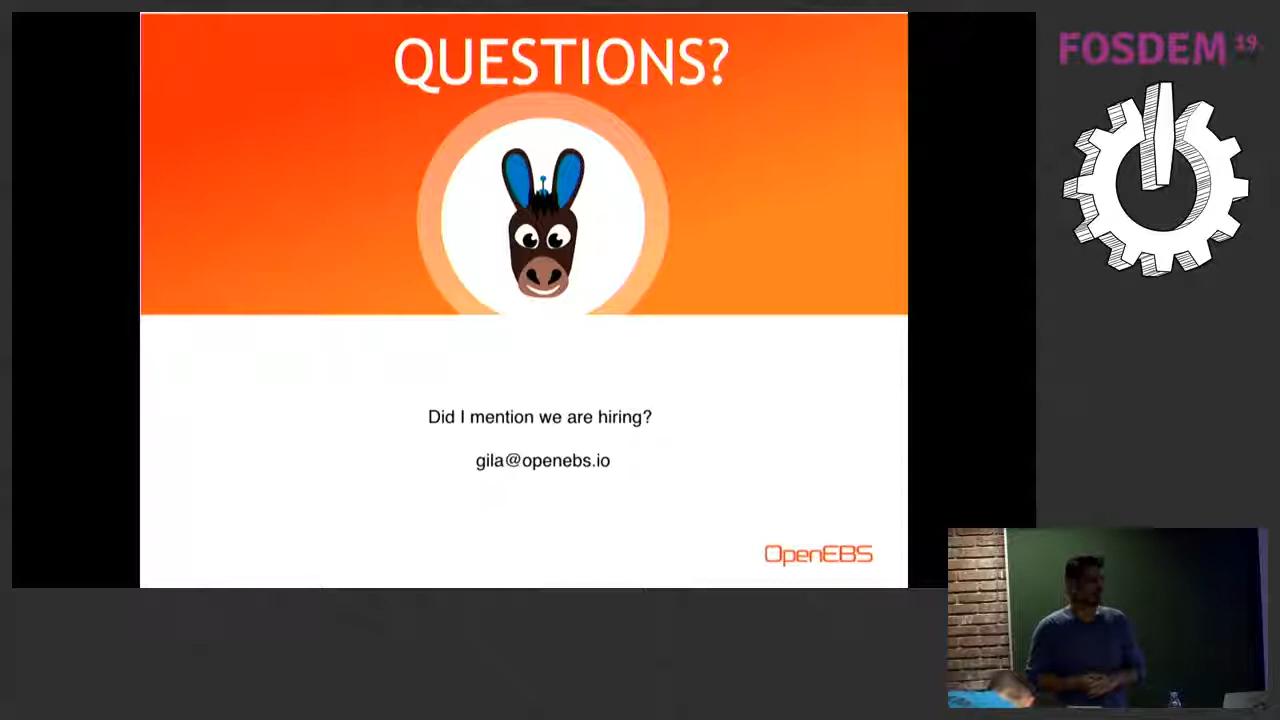 QUESTIONS?
Did I mention we are hiring?
gila@openebs.io
OpenEBS
FOSDEM 19